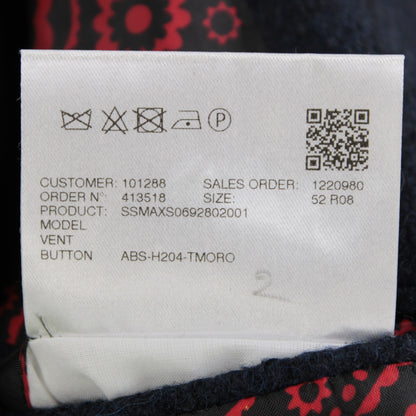 P
CUSTOMER: 101288 SALES ORDER: 1220980
ORDER N°: 413518 SIZE: 52 R08
PRODUCT: SSMAXS0692802001
MODEL
VENT
BUTTON ABS-H204-TMORO
2